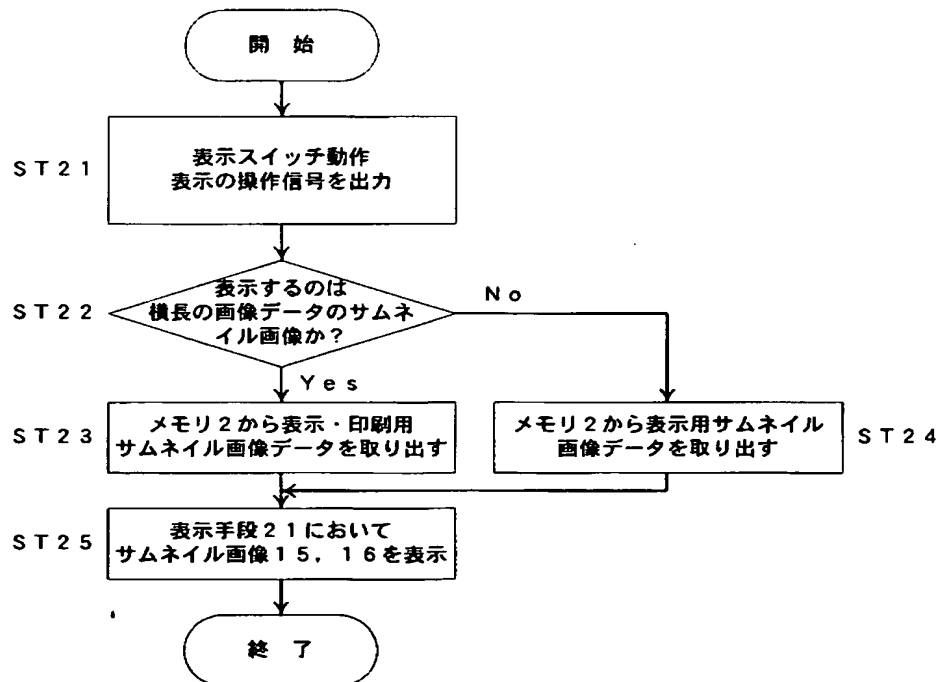 開 始
ST21
表示スイッチ動作
表示の操作信号を出力
ST22
表示するのは
横長の画像データのサムネ
イル画像か?
No
Yes
ST23
メモリ2から表示・印刷用
サムネイル画像データを取り出す
メモリ2から表示用サムネイル
画像データを取り出す
ST24
ST25
表示手段21において
サムネイル画像15,16を表示
終 了